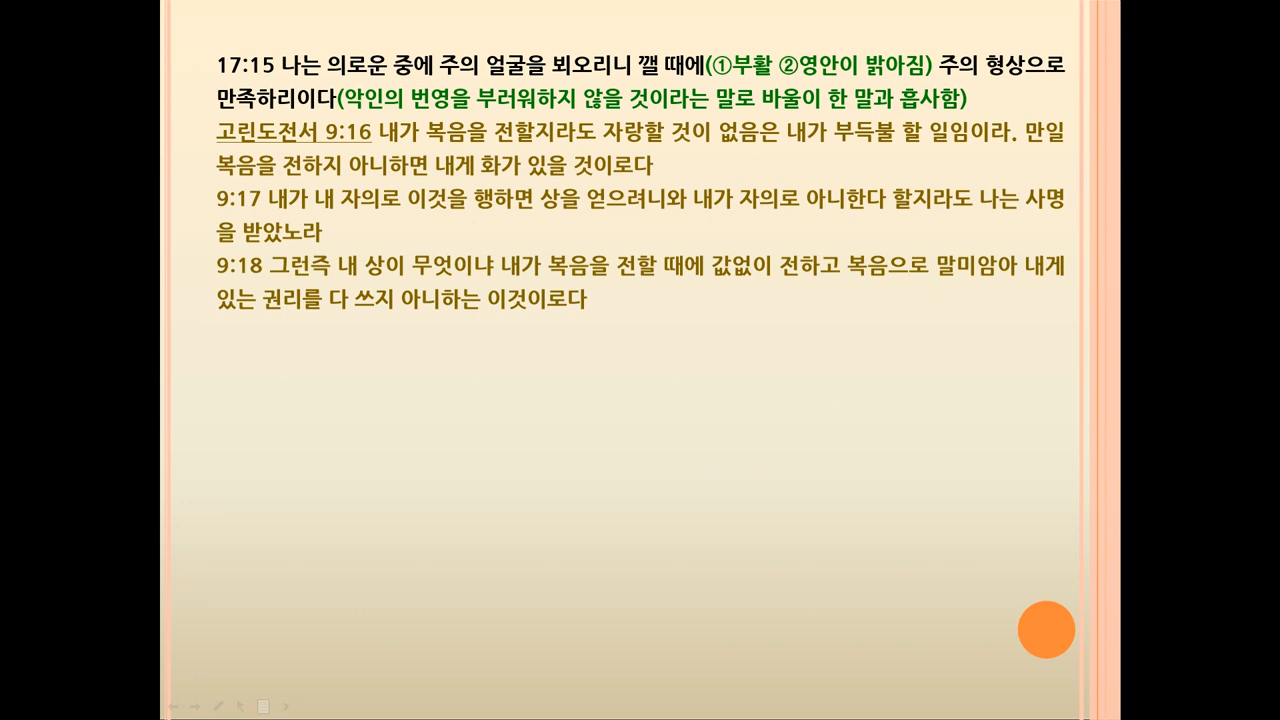 17:15 나는 의로운 중에 주의 얼굴을 뵈오리니 깰 때에(①부활 ②영안이 밝아짐) 주의 형상으로
만족하리이다(악인의 번영을 부러워하지 않을 것이라는 말로 바울이 한 말과 흡사함)
고린도전서 9:16 내가 복음을 전할지라도 자랑할 것이 없음은 내가 부득불 할 일임이라. 만일
복음을 전하지 아니하면 내게 화가 있을 것이로다
9:17 내가 내 자의로 이것을 행하면 상을 얻으려니와 내가 자의로 아니한다 할지라도 나는 사명
을 받았노라
9:18 그런즉 내 상이 무엇이냐 내가 복음을 전할 때에 값없이 전하고 복음으로 말미암아 내게
있는 권리를 다 쓰지 아니하는 이것이로다